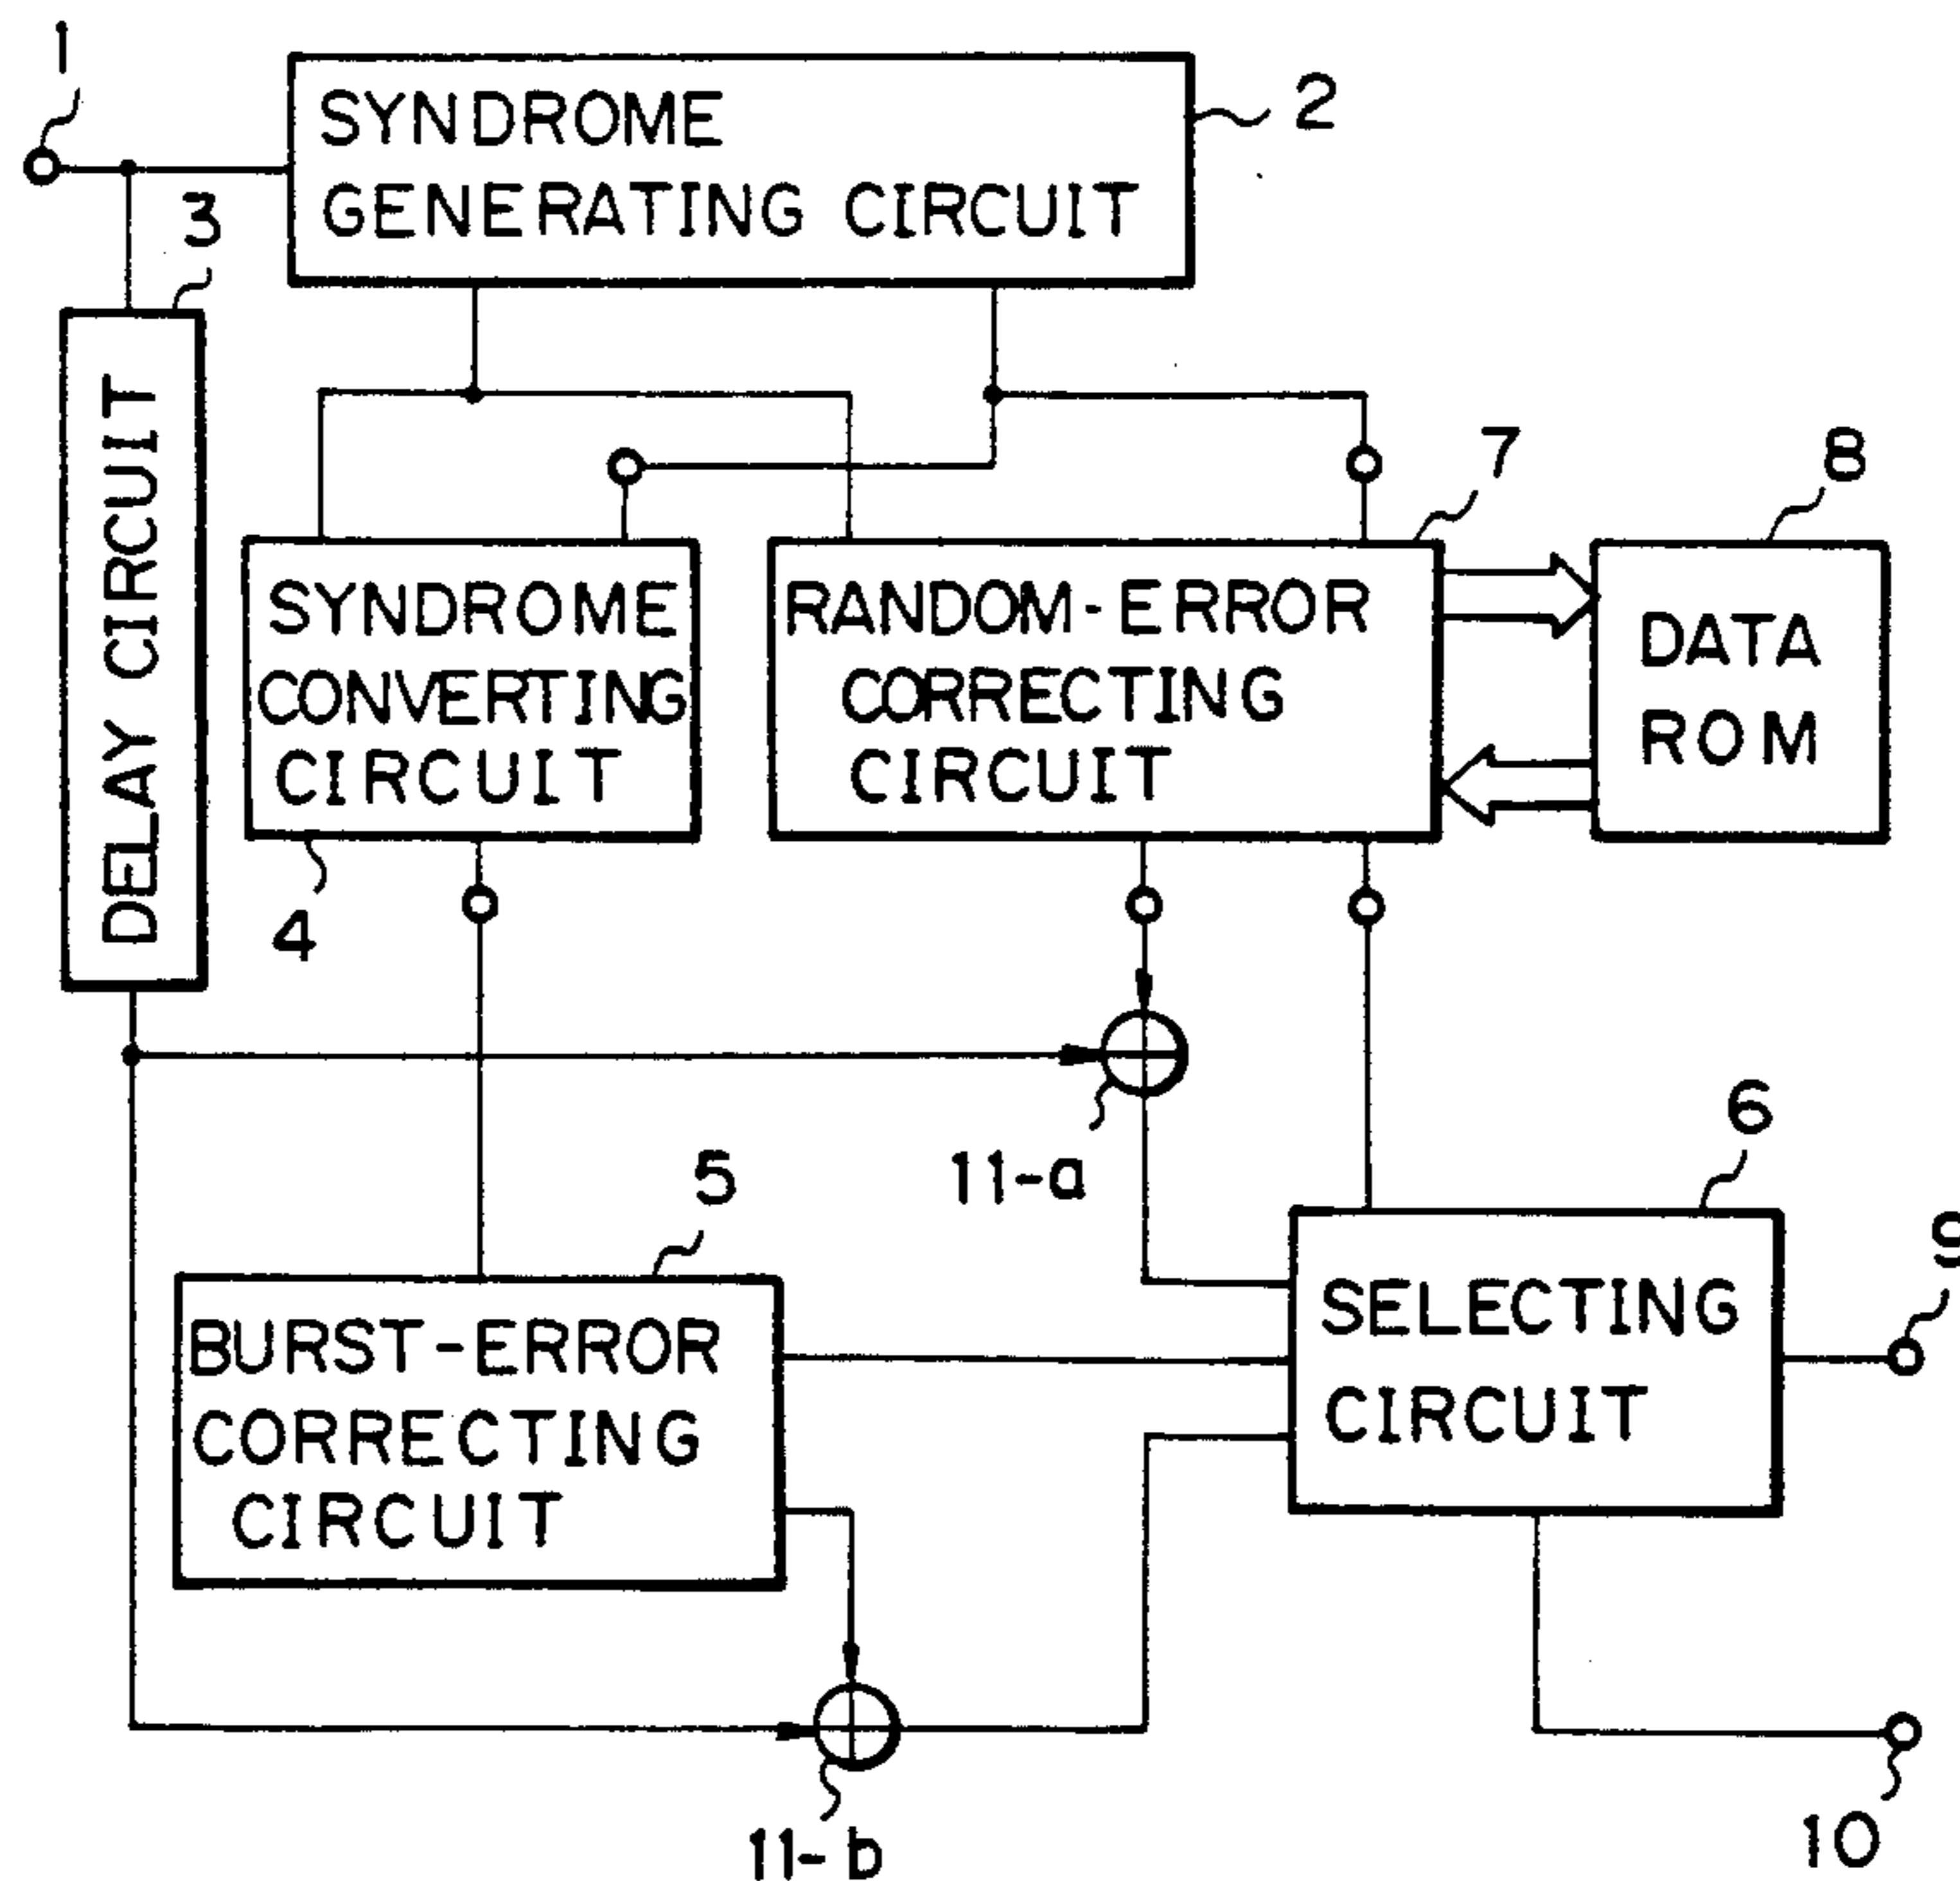 1
SYNDROME
GENERATING CIRCUIT
2
3
DELAY CIRCUIT
7
8
SYNDROME
CONVERTING
CIRCUIT
RANDOM-ERROR
CORRECTING
CIRCUIT
DATA
ROM
4
11-a
6
5
9
BURST-ERROR
CORRECTING
CIRCUIT
SELECTING
CIRCUIT
11-b
10